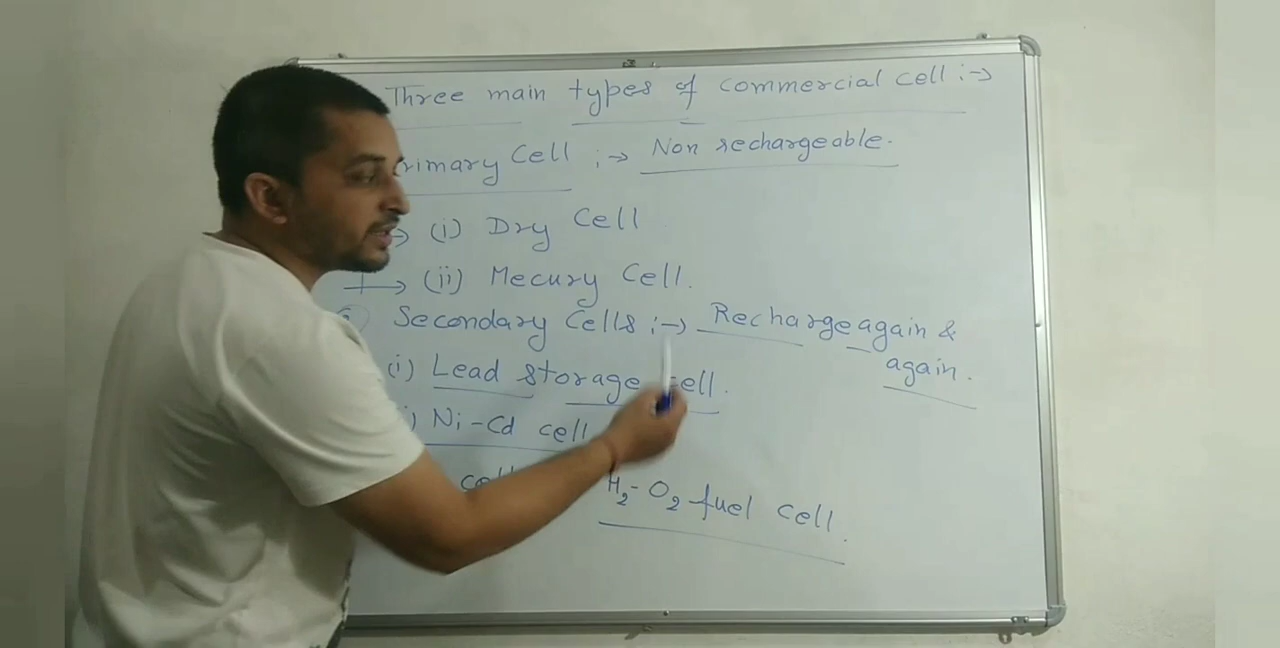 Three main types of commercial cell :→
rimary Cell :→ Non rechargeable.
→ (i) Dry Cell
→ (ii) Mecury Cell.
Secondary Cells :→ Recharge again &
again.
(i) Lead storage cell.
i) Ni-Cd cell
H₂-O₂ fuel cell.